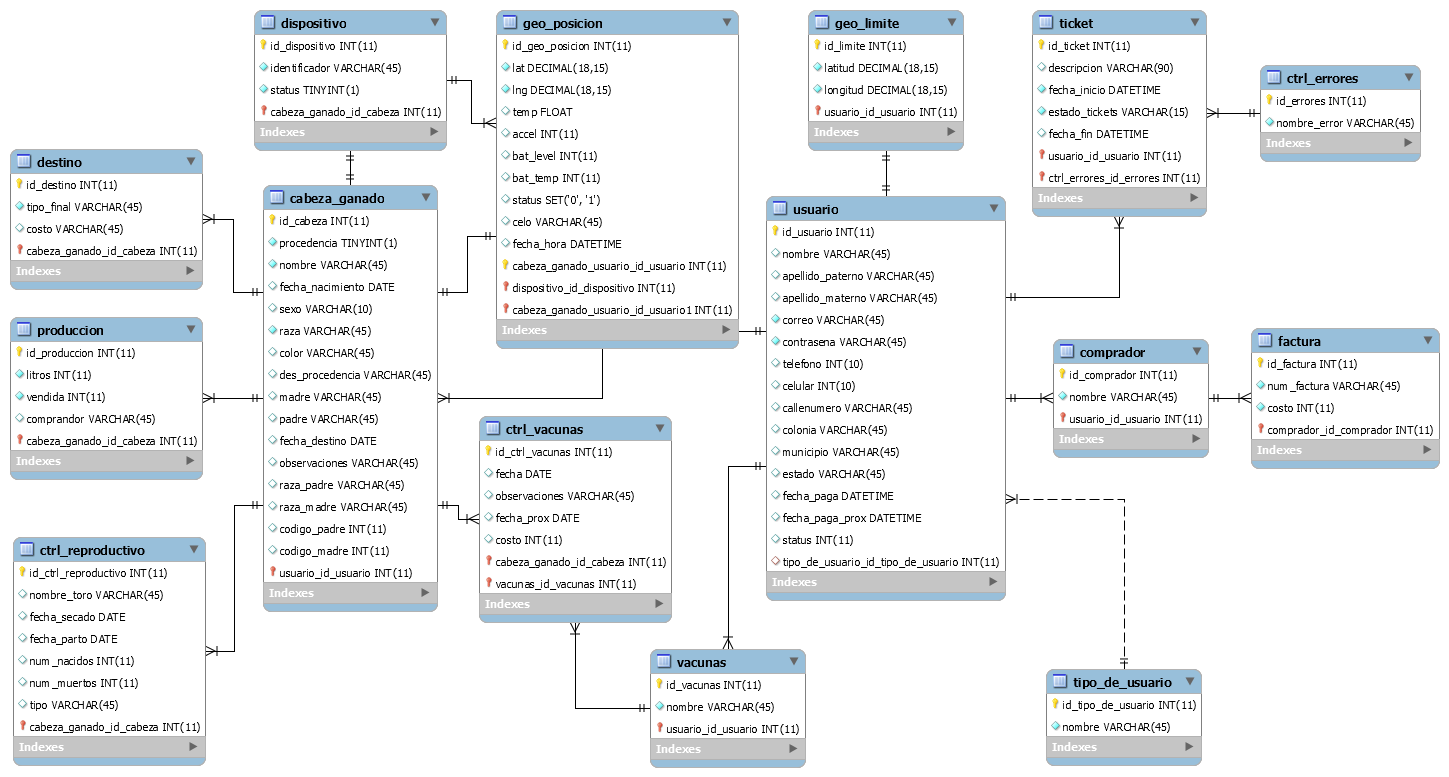 dispositivo
id_dispositivo INT(11)
identificador VARCHAR(45)
status TINYINT(1)
cabeza_ganado_id_cabeza INT(11)
Indexes
geo_posicion
id_geo_posicion INT(11)
lat DECIMAL(18,15)
lng DECIMAL(18,15)
temp FLOAT
accel INT(11)
bat_level INT(11)
bat_temp INT(11)
status SET('0', '1')
celo VARCHAR(45)
fecha_hora DATETIME
cabeza_ganado_usuario_id_usuario INT(11)
dispositivo_id_dispositivo INT(11)
cabeza_ganado_usuario_id_usuario1 INT(11)
Indexes
geo_limite
id_limite INT(11)
latitud DECIMAL(18,15)
longitud DECIMAL(18,15)
usuario_id_usuario INT(11)
Indexes
ticket
id_ticket INT(11)
descripcion VARCHAR(90)
fecha_inicio DATETIME
estado_tickets VARCHAR(15)
fecha_fin DATETIME
usuario_id_usuario INT(11)
ctrl_errores_id_errores INT(11)
Indexes
ctrl_errores
id_errores INT(11)
nombre_error VARCHAR(45)
Indexes
destino
id_destino INT(11)
tipo_final VARCHAR(45)
costo VARCHAR(45)
cabeza_ganado_id_cabeza INT(11)
Indexes
cabeza_ganado
id_cabeza INT(11)
procedencia TINYINT(1)
nombre VARCHAR(45)
fecha_nacimiento DATE
sexo VARCHAR(10)
raza VARCHAR(45)
color VARCHAR(45)
des_procedencia VARCHAR(45)
madre VARCHAR(45)
padre VARCHAR(45)
fecha_destino DATE
observaciones VARCHAR(45)
raza_padre VARCHAR(45)
raza_madre VARCHAR(45)
codigo_padre INT(11)
codigo_madre INT(11)
usuario_id_usuario INT(11)
Indexes
usuario
id_usuario INT(11)
nombre VARCHAR(45)
apellido_paterno VARCHAR(45)
apellido_materno VARCHAR(45)
correo VARCHAR(45)
contrasena VARCHAR(45)
telefono INT(10)
celular INT(10)
callenumero VARCHAR(45)
colonia VARCHAR(45)
municipio VARCHAR(45)
estado VARCHAR(45)
fecha_paga DATETIME
fecha_paga_prox DATETIME
status INT(11)
tipo_de_usuario_id_tipo_de_usuario INT(11)
Indexes
produccion
id_produccion INT(11)
litros INT(11)
vendida INT(11)
comprandor VARCHAR(45)
cabeza_ganado_id_cabeza INT(11)
Indexes
comprador
id_comprador INT(11)
nombre VARCHAR(45)
usuario_id_usuario INT(11)
Indexes
factura
id_factura INT(11)
num_factura VARCHAR(45)
costo INT(11)
comprador_id_comprador INT(11)
Indexes
ctrl_vacunas
id_ctrl_vacunas INT(11)
fecha DATE
observaciones VARCHAR(45)
fecha_prox DATE
costo INT(11)
cabeza_ganado_id_cabeza INT(11)
vacunas_id_vacunas INT(11)
Indexes
ctrl_reproductivo
id_ctrl_reproductivo INT(11)
nombre_toro VARCHAR(45)
fecha_secado DATE
fecha_parto DATE
num_nacidos INT(11)
num_muertos INT(11)
tipo VARCHAR(45)
cabeza_ganado_id_cabeza INT(11)
Indexes
vacunas
id_vacunas INT(11)
nombre VARCHAR(45)
usuario_id_usuario INT(11)
Indexes
tipo_de_usuario
id_tipo_de_usuario INT(11)
nombre VARCHAR(45)
Indexes